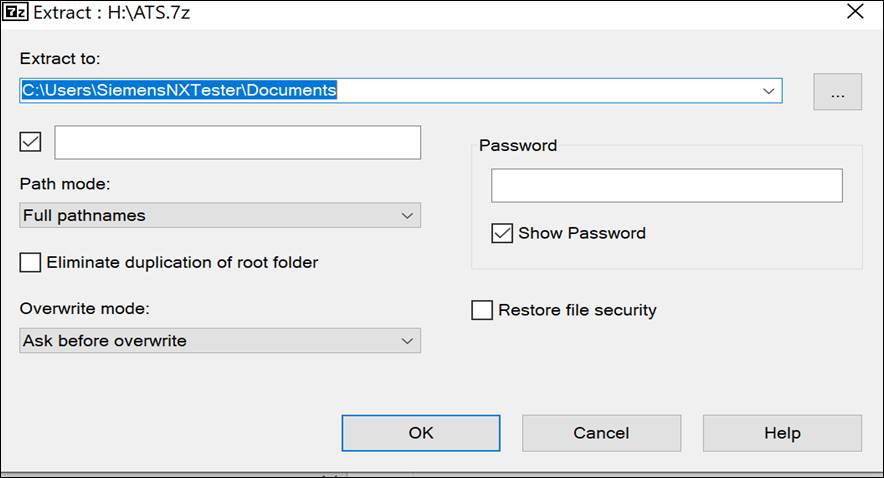 7z Extract : H:\ATS.7z
Extract to:
C:\Users\SiemensNXTester\Documents
...
Password
Path mode:
Full pathnames
Show Password
Eliminate duplication of root folder
Overwrite mode:
Restore file security
Ask before overwrite
OK Cancel Help